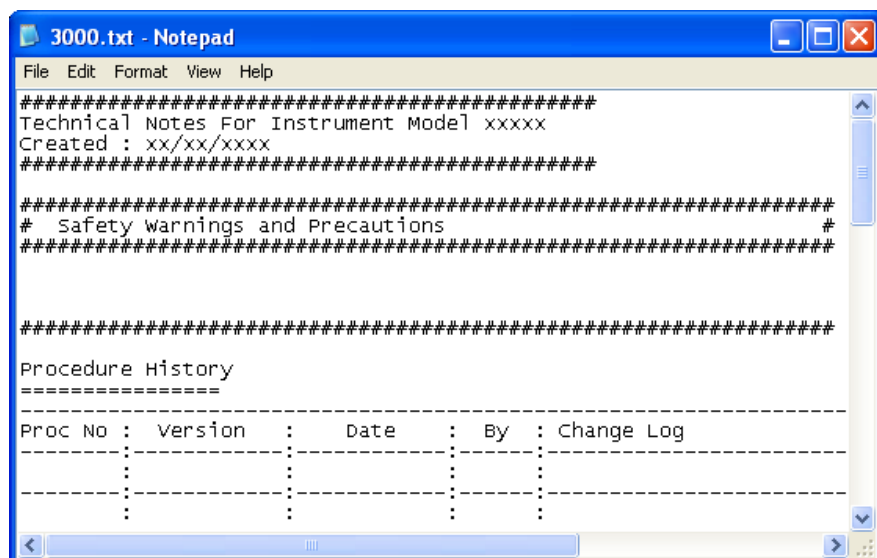 3000.txt - Notepad
File Edit Format View Help
##############################################
Technical Notes For Instrument Model xxxxx
Created : xx/xx/xxxx
##############################################
#################################################################
#  Safety Warnings and Precautions                              #
#################################################################
#################################################################
Procedure History
================
------------------------------------------------------------------
Proc No :  Version   :    Date    :  By  : Change Log
--------:------------:------------:------:------------------------
        :            :            :      :
--------:------------:------------:------:------------------------
        :            :            :      :